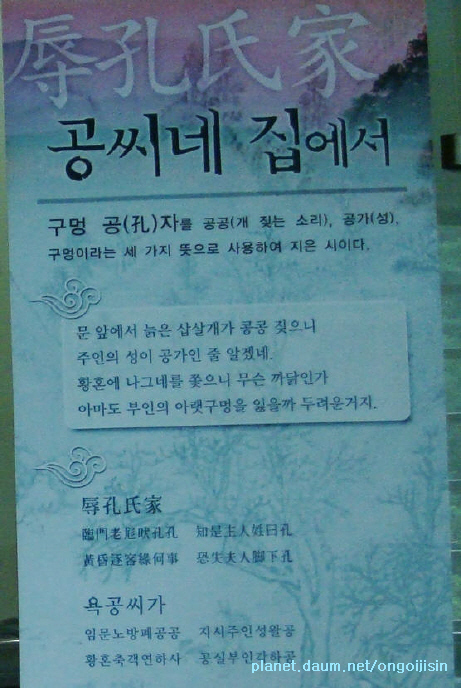 辱孔氏家
공씨네 집에서
구멍 공(孔)자를 공공(개 짖는 소리), 공가(성),
구멍이라는 세 가지 뜻으로 사용하여 지은 시이다.
문 앞에서 늙은 삽살개가 콩콩 짖으니
주인의 성이 공가인 줄 알겠네.
황혼에 나그네를 쫓으니 무슨 까닭인가
아마도 부인의 아랫구멍을 잃을까 두려운거지.
辱孔氏家
臨門老尨吠孔孔 知是主人姓曰孔
黃昏逐客緣何事 恐失夫人脚下孔
욕공씨가
임문노방폐공공 지시주인성왈공
황혼축객연하사 공실부인각하공
planet.daum.net/ongoijisin